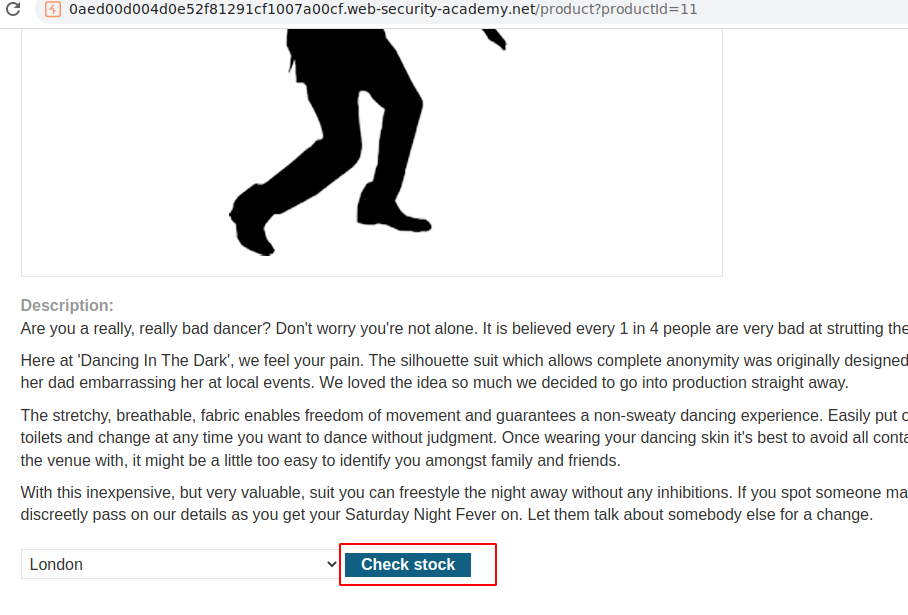 0aed00d004d0e52f81291cf1007a00cf.web-security-academy.net/product?productId=11
Description:
Are you a really, really bad dancer? Don't worry you're not alone. It is believed every 1 in 4 people are very bad at strutting the
Here at 'Dancing In The Dark', we feel your pain. The silhouette suit which allows complete anonymity was originally designed
her dad embarrassing her at local events. We loved the idea so much we decided to go into production straight away.
The stretchy, breathable, fabric enables freedom of movement and guarantees a non-sweaty dancing experience. Easily put
toilets and change at any time you want to dance without judgment. Once wearing your dancing skin it's best to avoid all
the venue with, it might be a little too easy to identify you amongst family and friends.
With this inexpensive, but very valuable, suit you can freestyle the night away without any inhibitions. If you spot someone
discreetly pass on our details as you get your Saturday Night Fever on. Let them talk about somebody else for a change.
London
Check stock